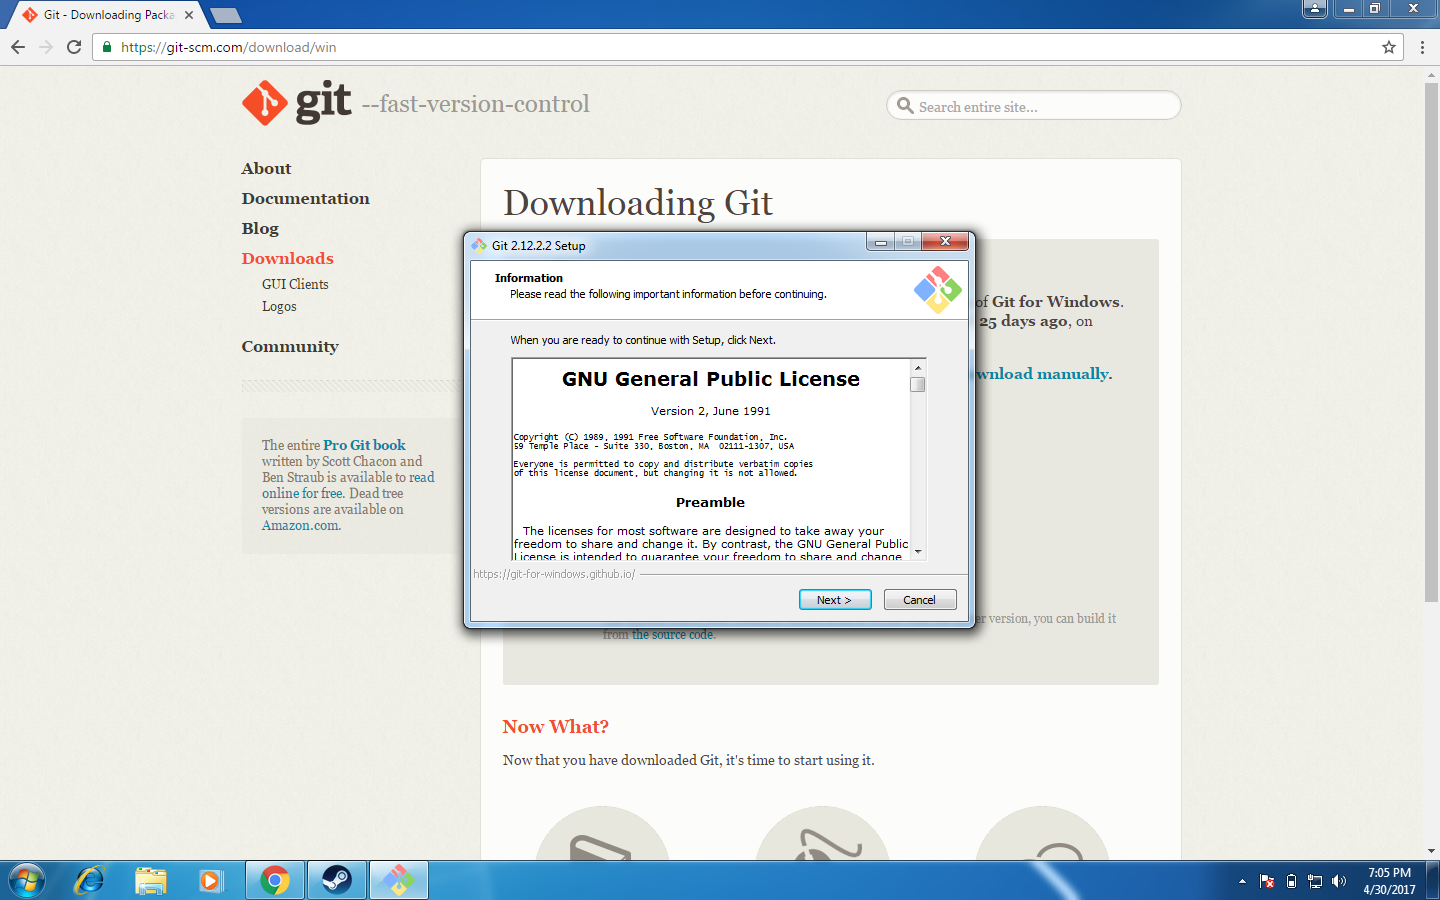 Git - Downloading Packa
https://git-scm.com/download/win
git --fast-version-control
Search entire site...
About
Documentation
Blog
Downloads
GUI Clients
Logos
Community
The entire Pro Git book
written by Scott Chacon and
Ben Straub is available to read
online for free. Dead tree
versions are available on
Amazon.com.
Downloading Git
of Git for Windows.
25 days ago, on
wnload manually.
er version, you can build it
from the source code.
Git 2.12.2.2 Setup
Information
Please read the following important information before continuing.
When you are ready to continue with Setup, click Next.
GNU General Public License
Version 2, June 1991
Copyright (C) 1989, 1991 Free Software Foundation, Inc.
59 Temple Place - Suite 330, Boston, MA  02111-1307, USA
Everyone is permitted to copy and distribute verbatim copies
of this license document, but changing it is not allowed.
Preamble
The licenses for most software are designed to take away your
freedom to share and change it. By contrast, the GNU General Public
License is intended to guarantee your freedom to share and change
https://git-for-windows.github.io/
Next >
Cancel
Now What?
Now that you have downloaded Git, it's time to start using it.
7:05 PM
4/30/2017